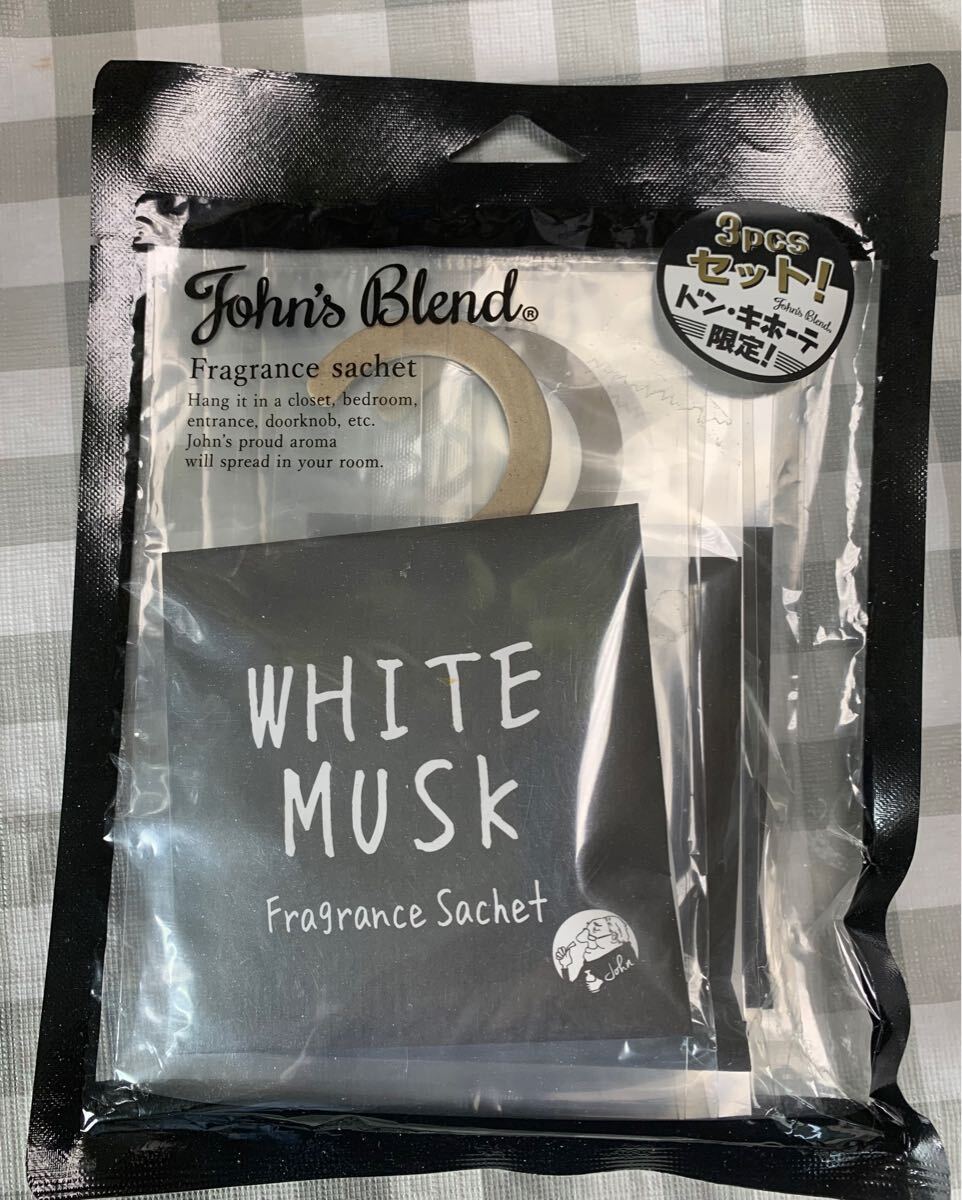 John's Blend®
Fragrance sachet
Hang it in a closet, bedroom,
entrance, doorknob, etc.
John's proud aroma
will spread in your room.
3pcs
セット!
John's Blend®
ドン・キホーテ
限定!
WHITE
MUSK
Fragrance Sachet
John